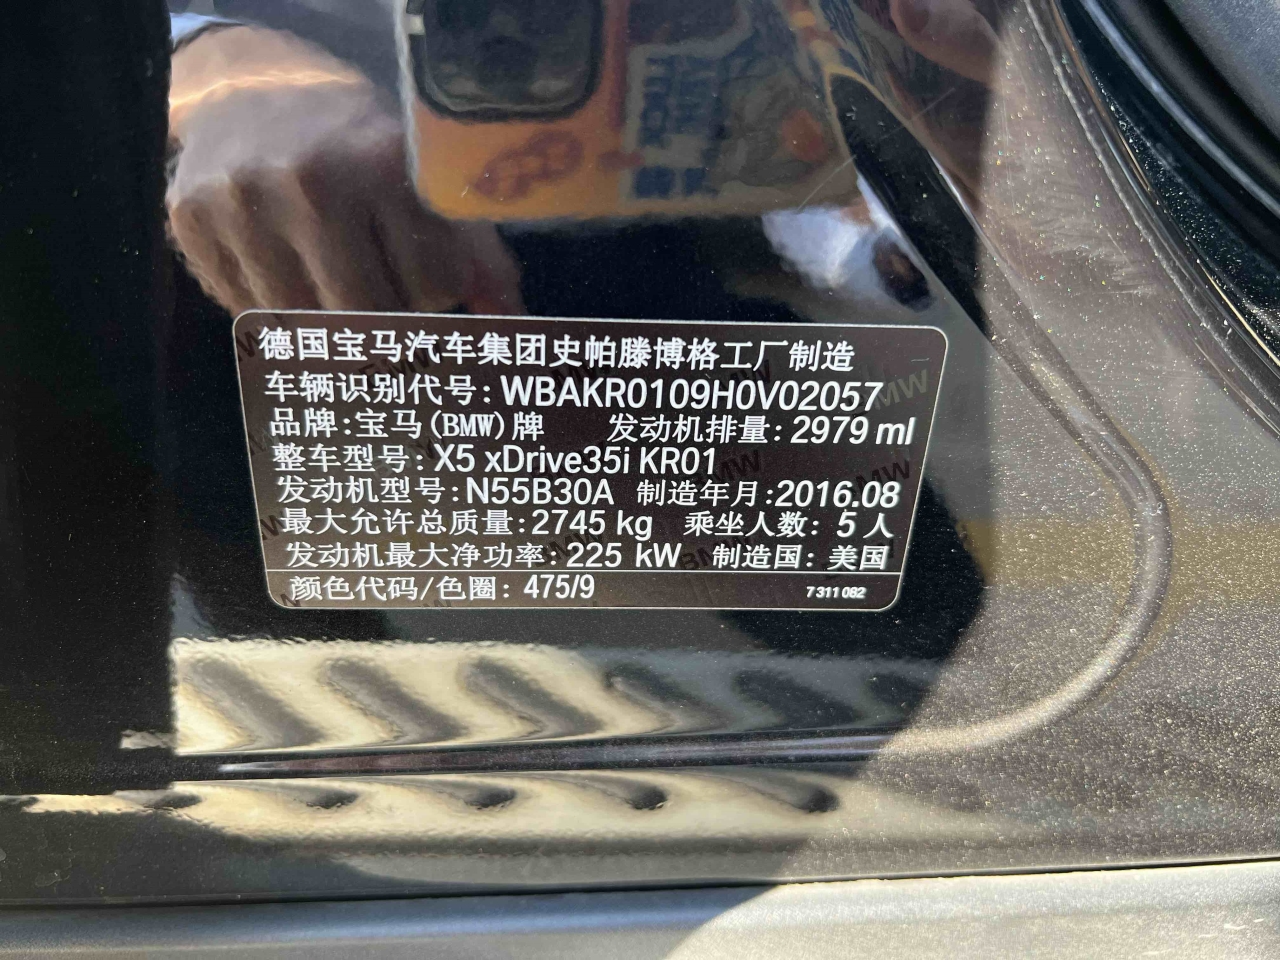 德国宝马汽车集团史帕滕博格工厂制造
车辆识别代号: WBAKR0109H0V02057
品牌:宝马(BMW)牌 发动机排量: 2979 ml
整车型号: X5 xDrive35i KR01
发动机型号: N55B30A 制造年月:2016.08
最大允许总质量: 2745 kg 乘坐人数: 5 人
发动机最大净功率: 225 kW 制造国: 美国
颜色代码/色圈: 475/9 7 311 082